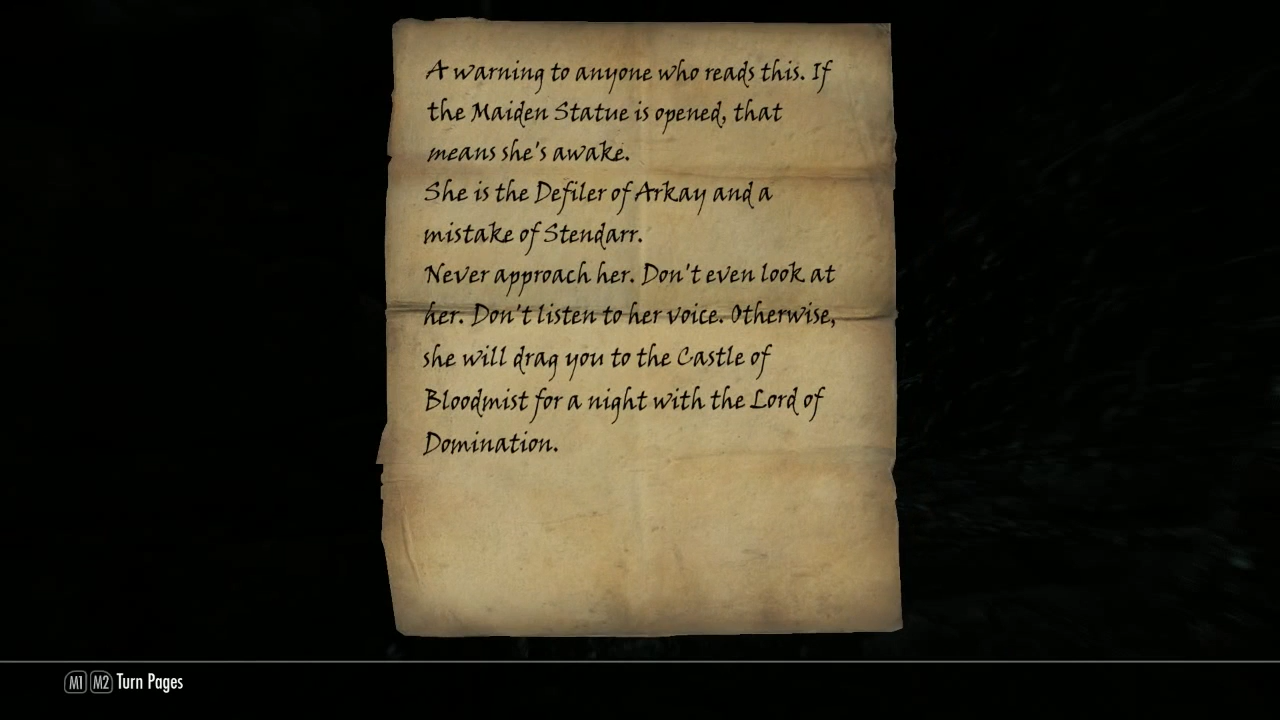 A warning to anyone who reads this. If
the Maiden Statue is opened, that
means she's awake.
She is the Defiler of Arkay and a
mistake of Stendarr.
Never approach her. Don't even look at
her. Don't listen to her voice. Otherwise,
she will drag you to the Castle of
Bloodmist for a night with the Lord of
Domination.
M1 M2 Turn Pages